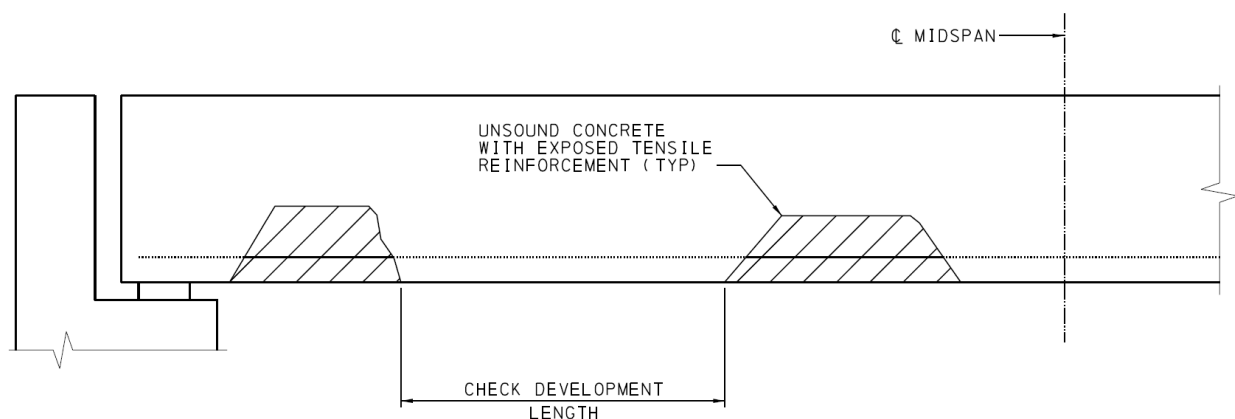 ℄ MIDSPAN
UNSOUND CONCRETE
WITH EXPOSED TENSILE
REINFORCEMENT (TYP)
CHECK DEVELOPMENT
LENGTH